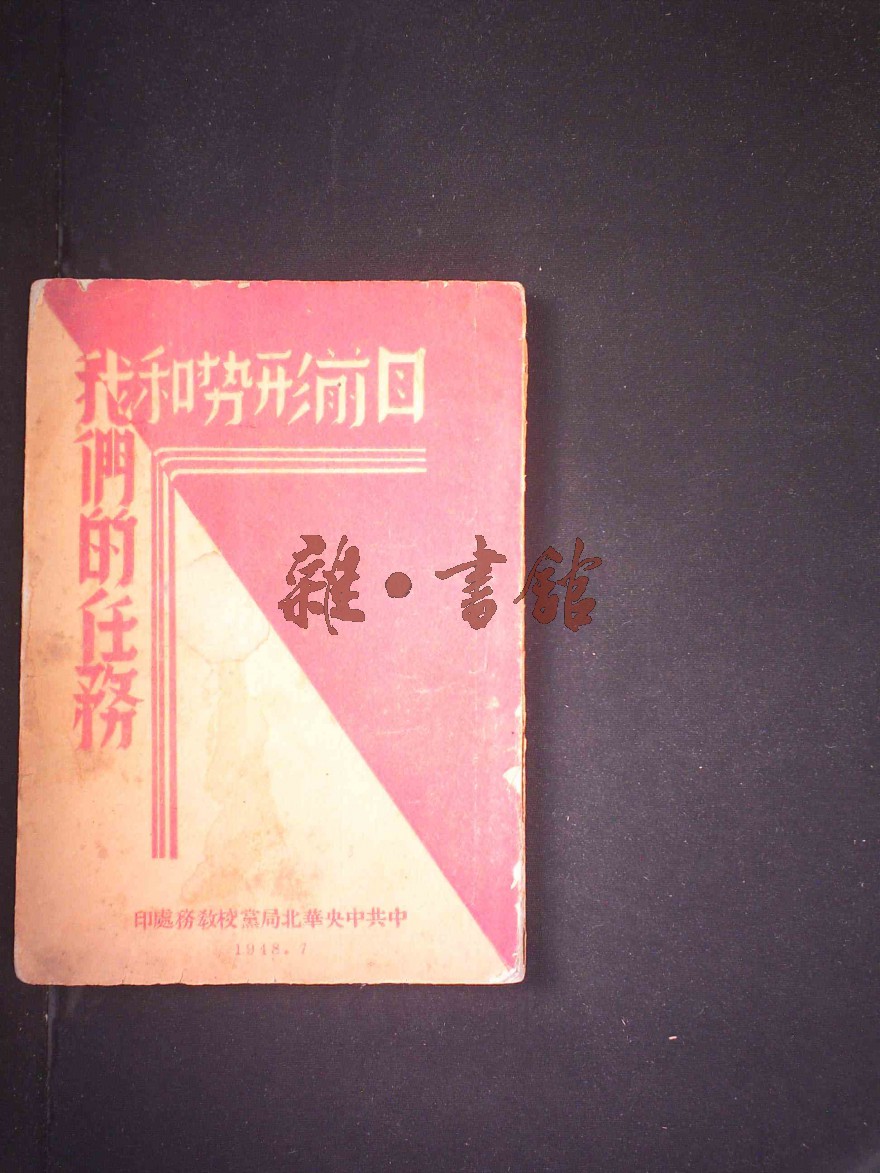 目前形势和我
們的任務
雜·書館
中共中央華北局黨校教務處印
1948.7